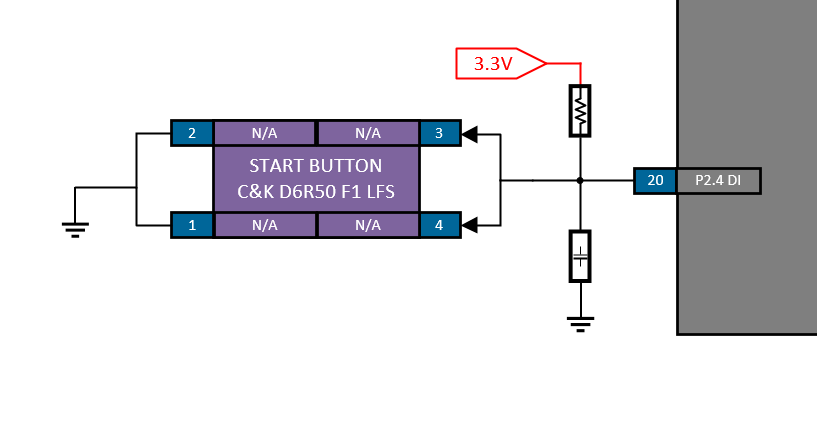 3.3V
2 N/A N/A 3
START BUTTON
C&K D6R50 F1 LFS
20 P2.4 DI
1 N/A N/A 4